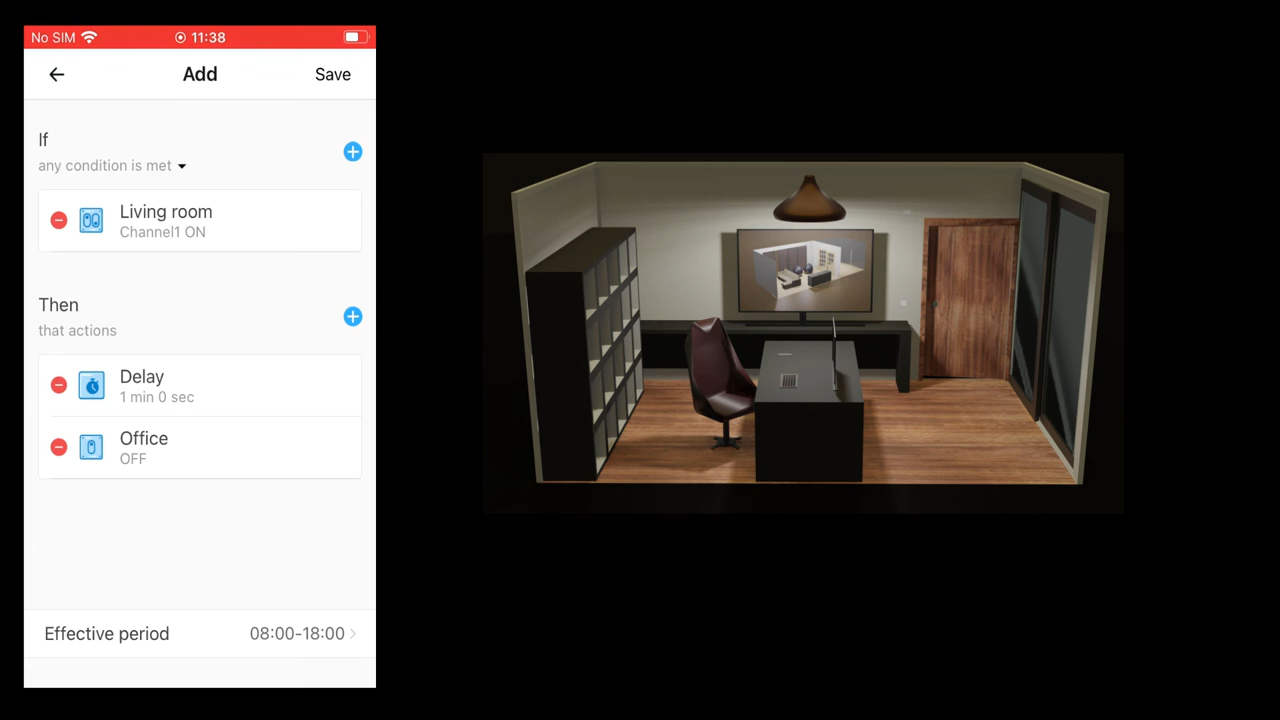 No SIM 11:38
Add Save
If
any condition is met
Living room
Channel1 ON
Then
that actions
Delay
1 min 0 sec
Office
OFF
Effective period 08:00-18:00